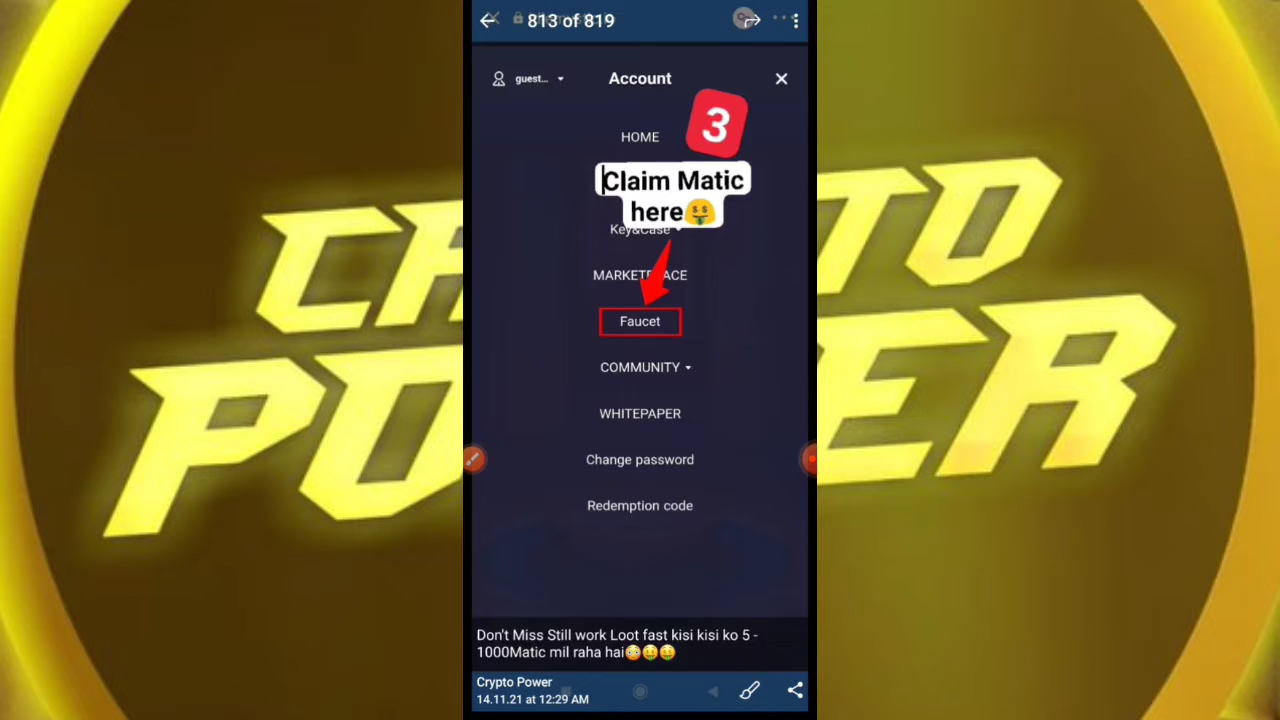 813 of 819
guest...
Account
HOME
3
Claim Matic
here🤑
Key&Case
MARKETPLACE
Faucet
COMMUNITY
WHITEPAPER
Change password
Redemption code
Don't Miss Still work Loot fast kisi kisi ko 5 -
1000Matic mil raha hai😳🤑🤑
Crypto Power
14.11.21 at 12:29 AM